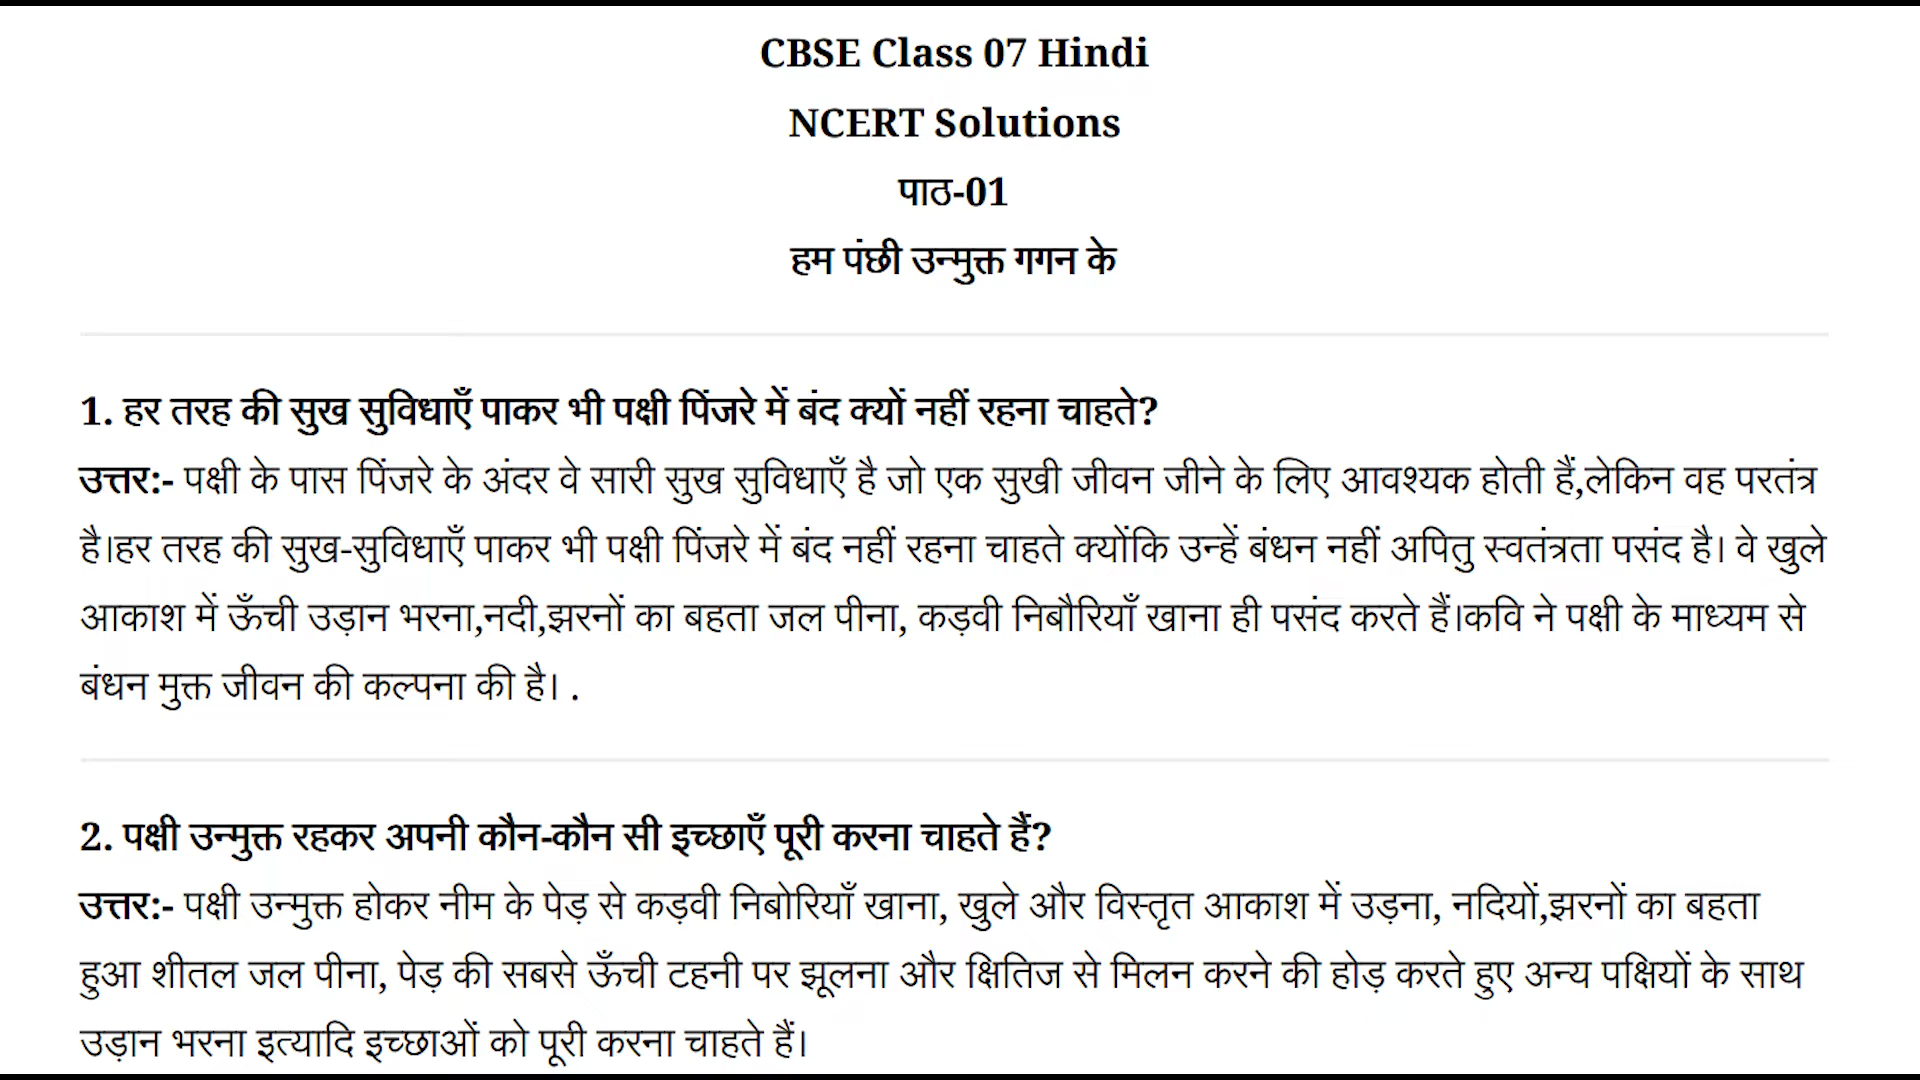 CBSE Class 07 Hindi
NCERT Solutions
पाठ-01
हम पंछी उन्मुक्त गगन के
1. हर तरह की सुख सुविधाएँ पाकर भी पक्षी पिंजरे में बंद क्यों नहीं रहना चाहते?
उत्तर:- पक्षी के पास पिंजरे के अंदर वे सारी सुख सुविधाएँ है जो एक सुखी जीवन जीने के लिए आवश्यक होती हैं,लेकिन वह परतंत्र
है।हर तरह की सुख-सुविधाएँ पाकर भी पक्षी पिंजरे में बंद नहीं रहना चाहते क्योंकि उन्हें बंधन नहीं अपितु स्वतंत्रता पसंद है। वे खुले
आकाश में ऊँची उड़ान भरना,नदी,झरनों का बहता जल पीना, कड़वी निबौरियाँ खाना ही पसंद करते हैं।कवि ने पक्षी के माध्यम से
बंधन मुक्त जीवन की कल्पना की है। .
2. पक्षी उन्मुक्त रहकर अपनी कौन-कौन सी इच्छाएँ पूरी करना चाहते हैं?
उत्तर:- पक्षी उन्मुक्त होकर नीम के पेड़ से कड़वी निबोरियाँ खाना, खुले और विस्तृत आकाश में उड़ना, नदियों,झरनों का बहता
हुआ शीतल जल पीना, पेड़ की सबसे ऊँची टहनी पर झूलना और क्षितिज से मिलन करने की होड़ करते हुए अन्य पक्षियों के साथ
उड़ान भरना इत्यादि इच्छाओं को पूरी करना चाहते हैं।